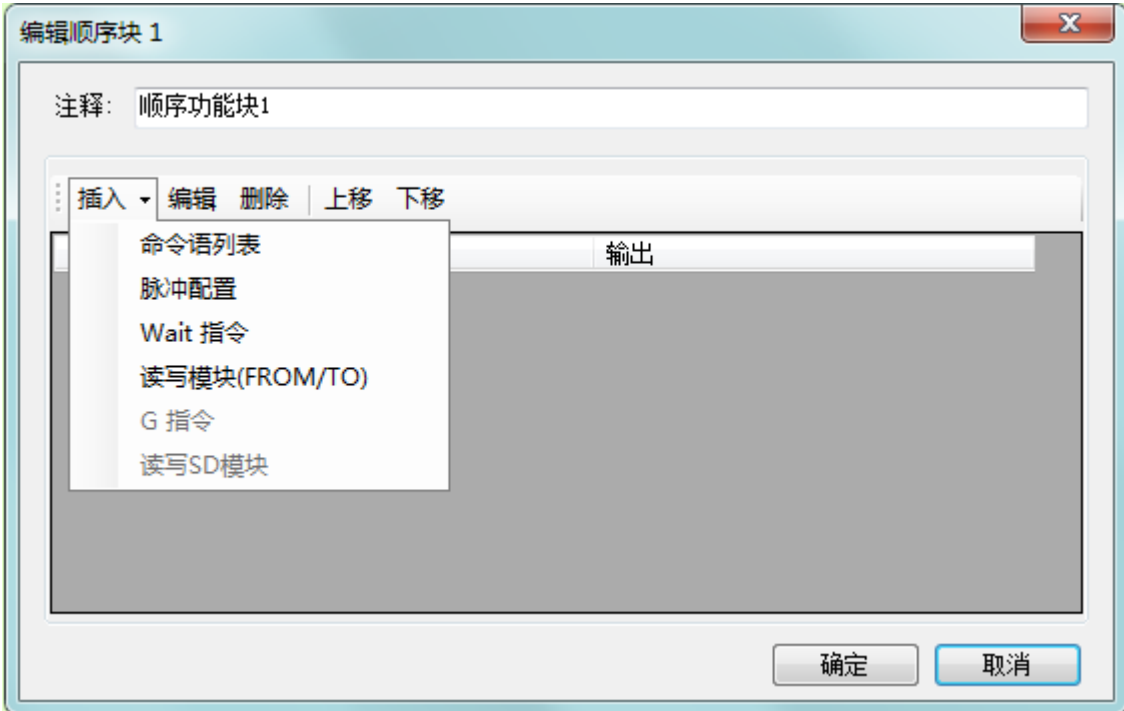 编辑顺序块 1
注释: 顺序功能块1
插入 编辑 删除 上移 下移
输出
命令语列表
脉冲配置
Wait 指令
读写模块(FROM/TO)
G 指令
读写SD模块
确定 取消